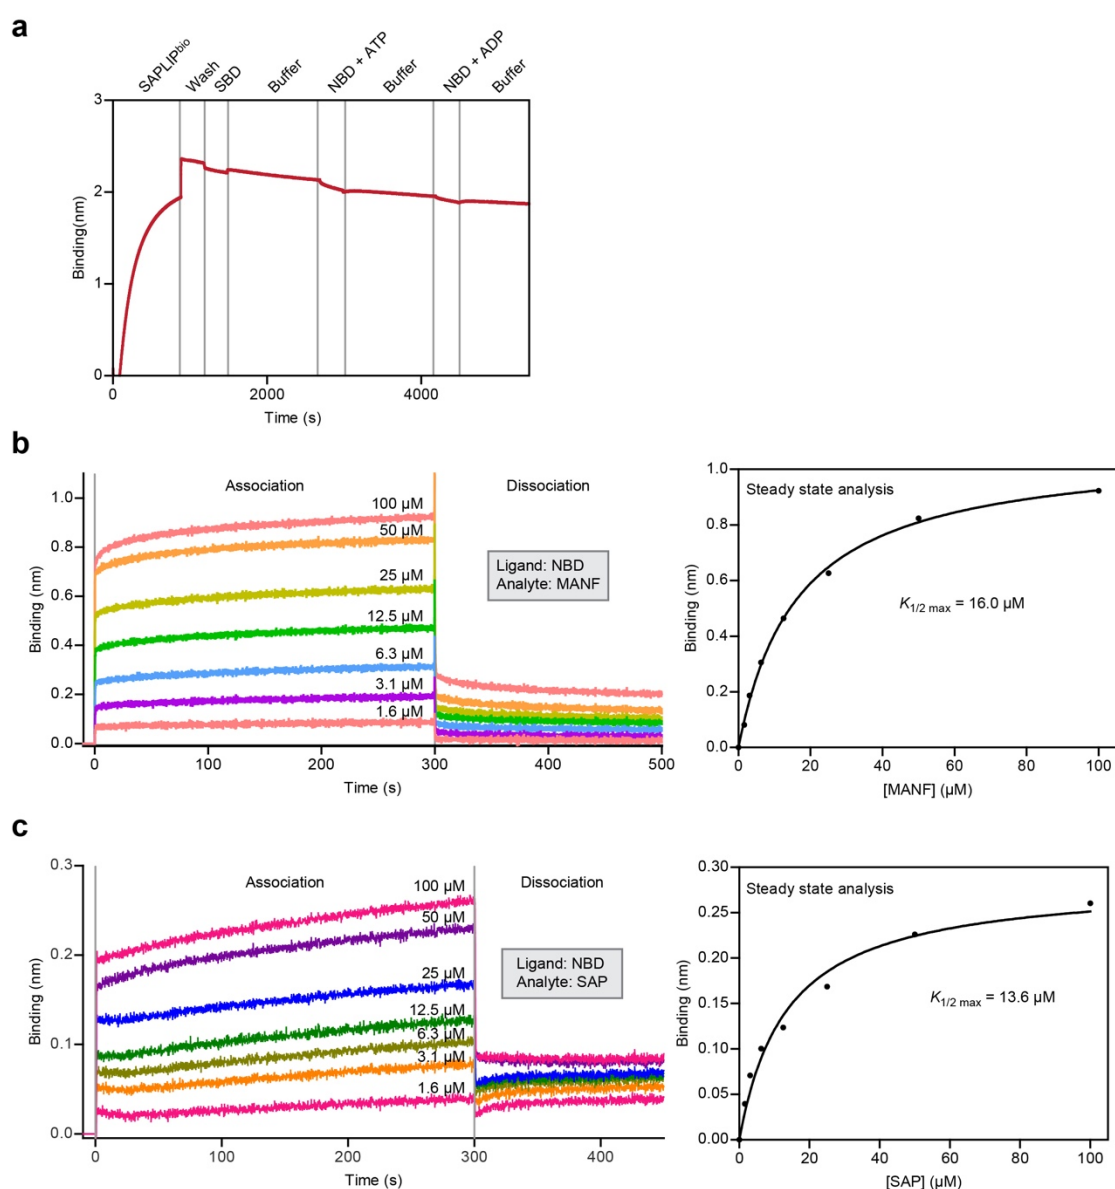 a
SAPLIPbio
Wash
SBD
Buffer
NBD + ATP
Buffer
NBD + ADP
Buffer
3
2
1
0
Binding(nm)
0
2000
4000
Time (s)
b
Association
Dissociation
100 µM
50 µM
25 µM
12.5 µM
6.3 µM
3.1 µM
1.6 µM
Ligand: NBD
Analyte: MANF
1.0
0.8
0.6
0.4
0.2
0.0
Binding (nm)
0
100
200
300
400
500
Time (s)
Steady state analysis
K1/2 max = 16.0 µM
1.0
0.8
0.6
0.4
0.2
0.0
Binding (nm)
0
20
40
60
80
100
[MANF] (µM)
c
Association
Dissociation
100 µM
50 µM
25 µM
12.5 µM
6.3 µM
3.1 µM
1.6 µM
Ligand: NBD
Analyte: SAP
0.3
0.2
0.1
0.0
Binding (nm)
0
100
200
300
400
Time (s)
Steady state analysis
K1/2 max = 13.6 µM
0.30
0.25
0.20
0.15
0.10
0.05
0.00
Binding (nm)
0
20
40
60
80
100
[SAP] (µM)